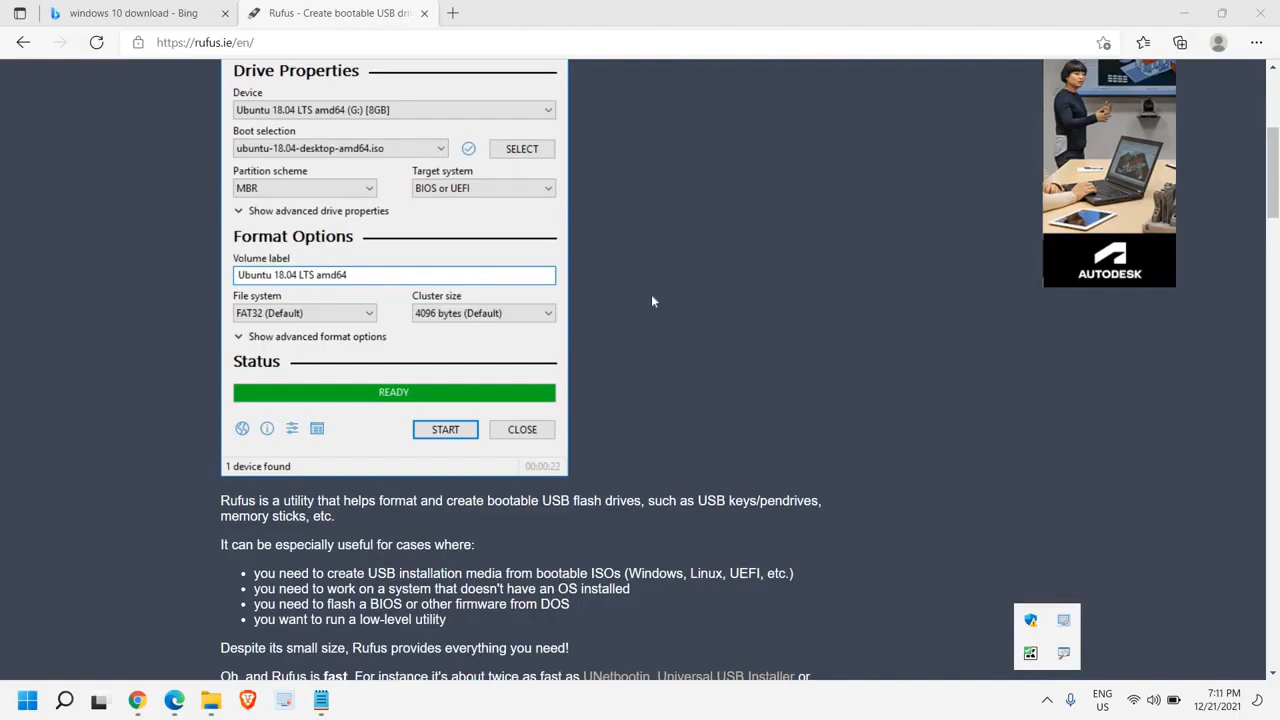 windows 10 download - Bing
Rufus - Create bootable USB dri
https://rufus.ie/en/
Drive Properties
Device
Ubuntu 18.04 LTS amd64 (G:) [8GB]
Boot selection
ubuntu-18.04-desktop-amd64.iso
SELECT
Partition scheme
Target system
MBR
BIOS or UEFI
Show advanced drive properties
Format Options
Volume label
Ubuntu 18.04 LTS amd64
File system
Cluster size
FAT32 (Default)
4096 bytes (Default)
Show advanced format options
Status
READY
START
CLOSE
1 device found
00:00:22
AUTODESK
Rufus is a utility that helps format and create bootable USB flash drives, such as USB keys/pendrives,
memory sticks, etc.
It can be especially useful for cases where:
• you need to create USB installation media from bootable ISOs (Windows, Linux, UEFI, etc.)
• you need to work on a system that doesn't have an OS installed
• you need to flash a BIOS or other firmware from DOS
• you want to run a low-level utility
Despite its small size, Rufus provides everything you need!
Oh, and Rufus is fast. For instance it's about twice as fast as UNetbootin, Universal USB Installer or
ENG
US
7:11 PM
12/21/2021